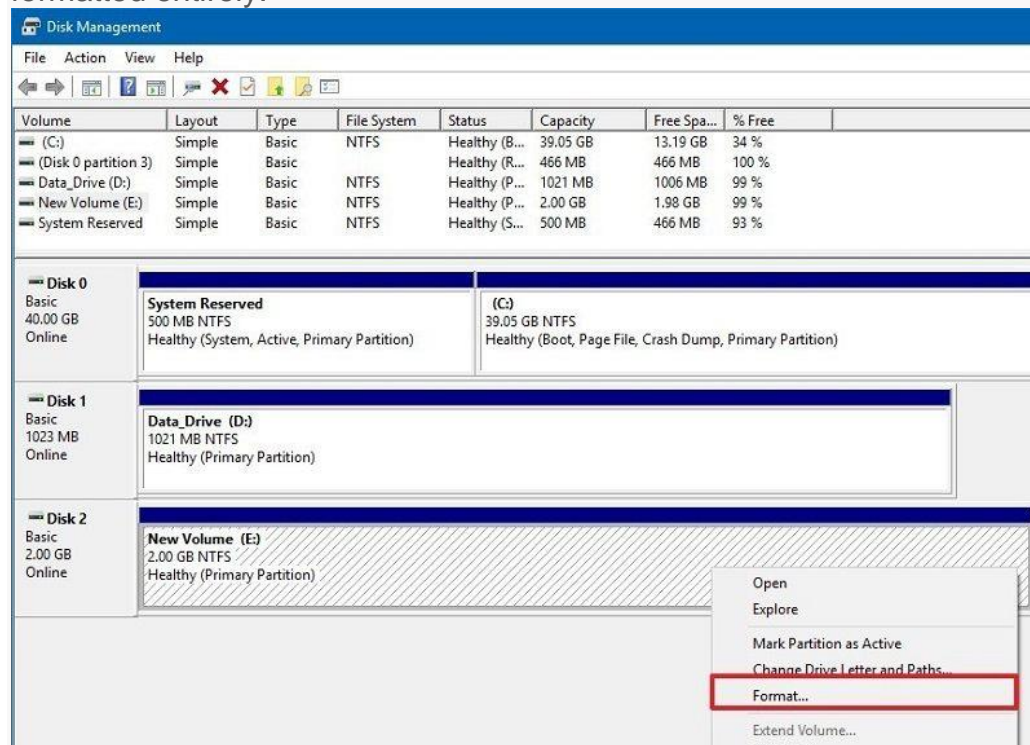 formatted entirely.
Disk Management
File Action View Help
Volume Layout Type File System Status Capacity Free Spa... % Free
(C:) Simple Basic NTFS Healthy (B... 39.05 GB 13.19 GB 34 %
(Disk 0 partition 3) Simple Basic Healthy (R... 466 MB 466 MB 100 %
Data_Drive (D:) Simple Basic NTFS Healthy (P... 1021 MB 1006 MB 99 %
New Volume (E:) Simple Basic NTFS Healthy (P... 2.00 GB 1.98 GB 99 %
System Reserved Simple Basic NTFS Healthy (S... 500 MB 466 MB 93 %
Disk 0
Basic
40.00 GB
Online
System Reserved
500 MB NTFS
Healthy (System, Active, Primary Partition)
(C:)
39.05 GB NTFS
Healthy (Boot, Page File, Crash Dump, Primary Partition)
Disk 1
Basic
1023 MB
Online
Data_Drive (D:)
1021 MB NTFS
Healthy (Primary Partition)
Disk 2
Basic
2.00 GB
Online
New Volume (E:)
2.00 GB NTFS
Healthy (Primary Partition)
Open
Explore
Mark Partition as Active
Change Drive Letter and Paths...
Format...
Extend Volume...